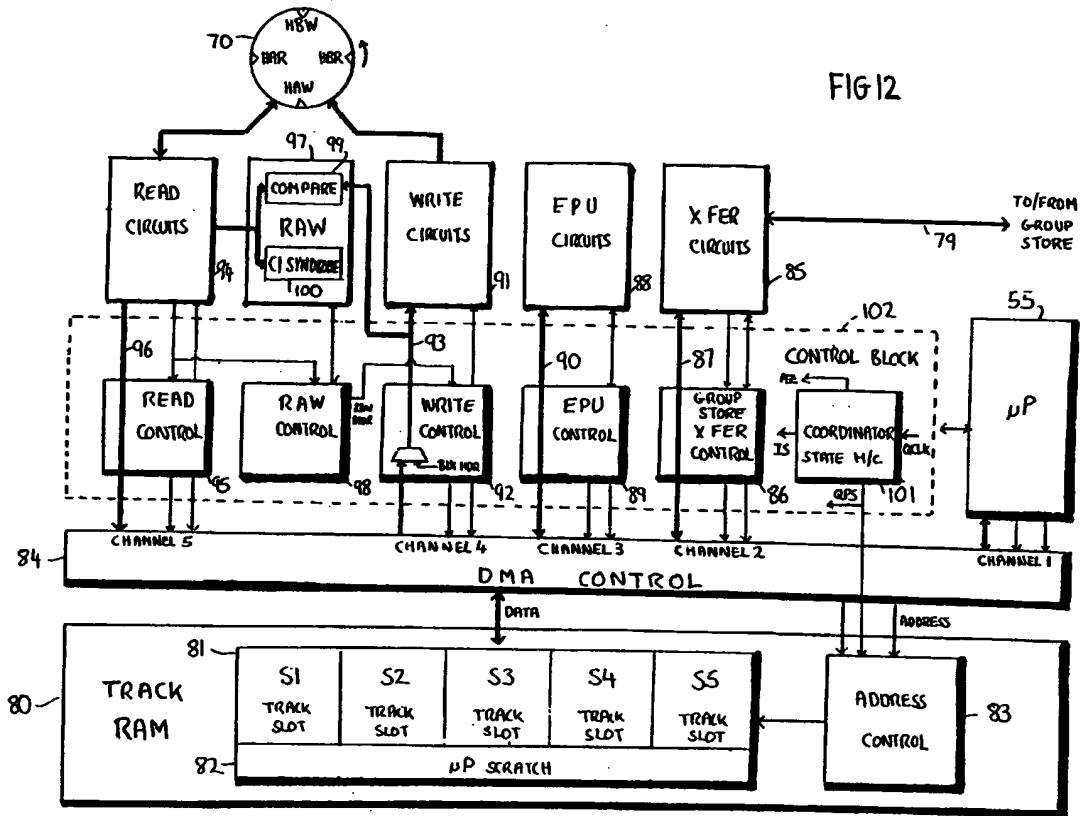 FIG 12
70
HBW
HAR
HBR
HAW
READ
CIRCUITS
94
97
99
COMPARE
RAW
C1 SYNDROME
100
WRITE
CIRCUITS
91
EPU
CIRCUITS
88
X FER
CIRCUITS
85
79
TO/FROM
GROUP
STORE
102
55
CONTROL BLOCK
96
93
90
87
READ
CONTROL
95
RAW
CONTROL
98
WRITE
CONTROL
92
EPU
CONTROL
89
GROUP
STORE
X FER
CONTROL
86
IS
COORDINATOR
STATE M/C
101
µP
CHANNEL 5
CHANNEL 4
CHANNEL 3
CHANNEL 2
CHANNEL 1
84
DMA CONTROL
DATA
ADDRESS
80
TRACK
RAM
81
S1
TRACK
SLOT
S2
TRACK
SLOT
S3
TRACK
SLOT
S4
TRACK
SLOT
S5
TRACK
SLOT
82
µP SCRATCH
ADDRESS
CONTROL
83